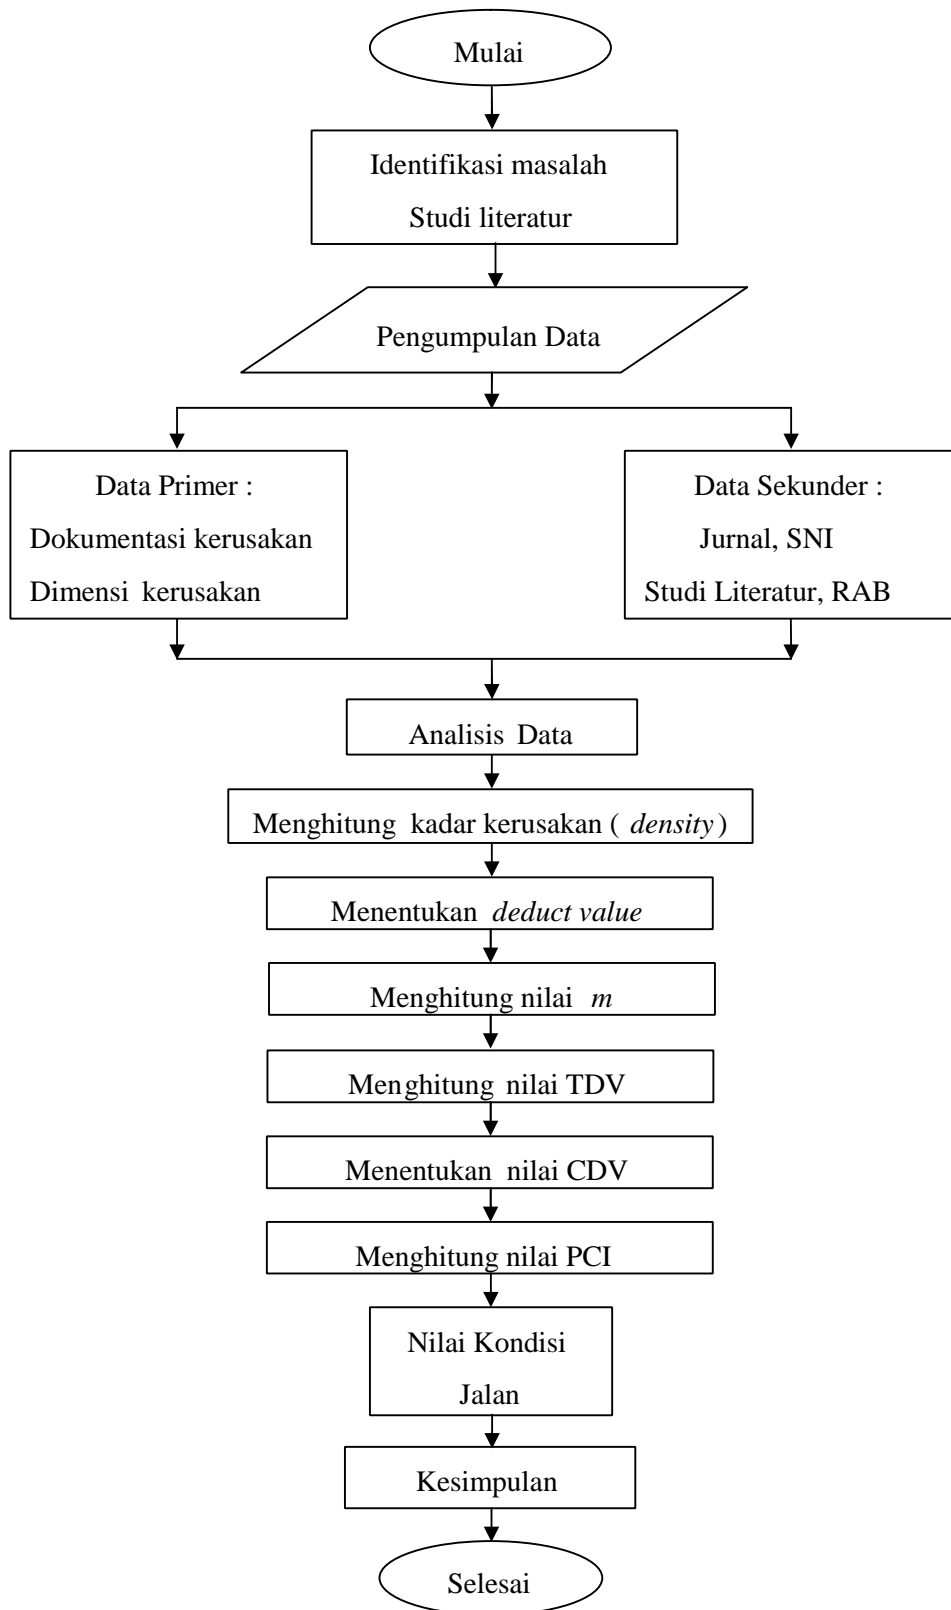 Mulai
Identifikasi masalah
Studi literatur
Pengumpulan Data
Data Primer :
Dokumentasi kerusakan
Dimensi kerusakan
Data Sekunder :
Jurnal, SNI
Studi Literatur, RAB
Analisis Data
Menghitung kadar kerusakan ( density )
Menentukan deduct value
Menghitung nilai m
Menghitung nilai TDV
Menentukan nilai CDV
Menghitung nilai PCI
Nilai Kondisi
Jalan
Kesimpulan
Selesai